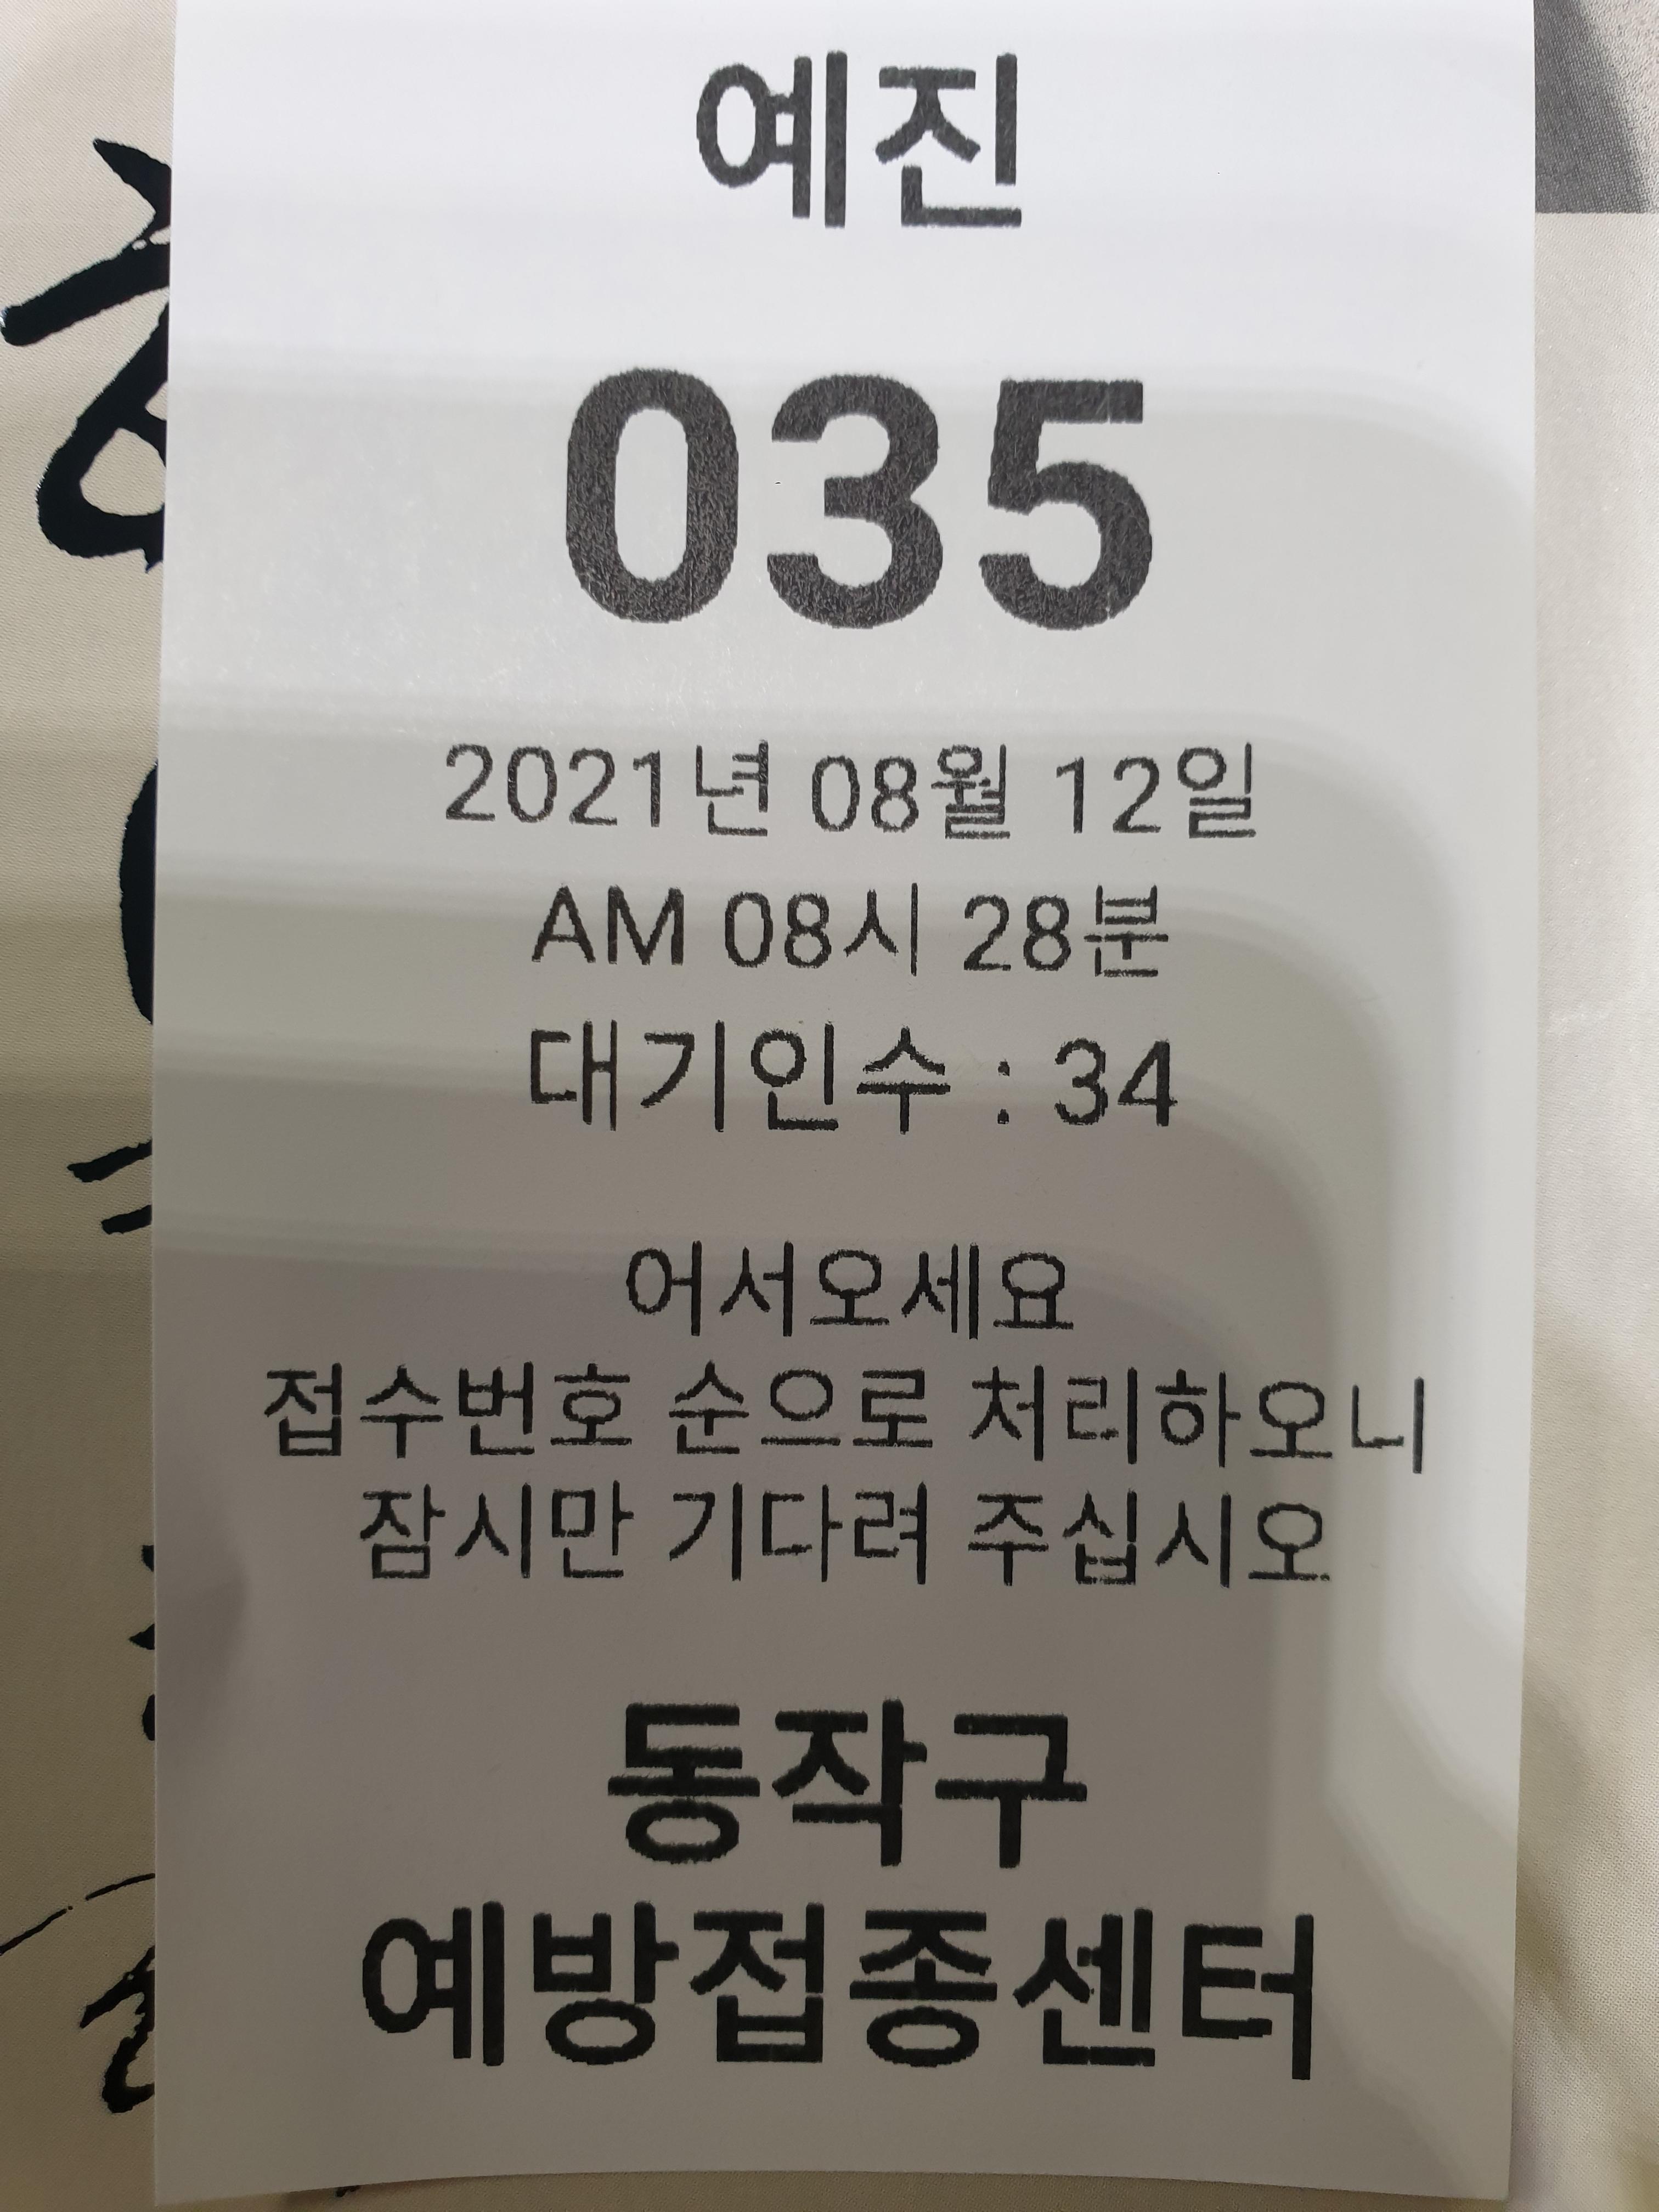 예진
035
2021년 08월 12일
AM 08시 28분
대기인수 : 34
어서오세요
접수번호 순으로 처리하오니
잠시만 기다려 주십시오
동작구
예방접종센터